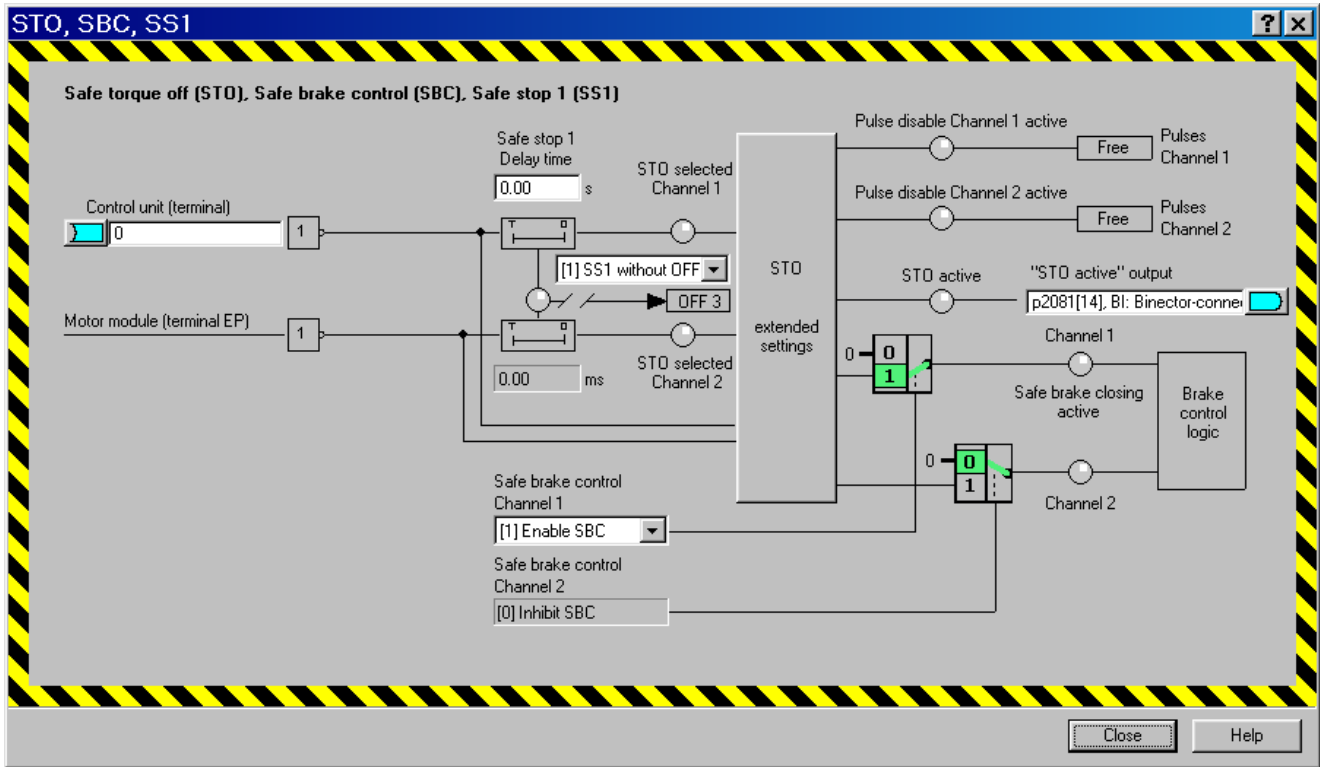 STO, SBC, SS1
Safe torque off (STO), Safe brake control (SBC), Safe stop 1 (SS1)
Safe stop 1
Delay time
0.00 s
STO selected
Channel 1
Control unit (terminal)
0
1
T 0
[1] SS1 without OFF
OFF 3
Motor module (terminal EP)
1
T 0
0.00 ms
STO selected
Channel 2
STO
extended
settings
Pulse disable Channel 1 active
Free
Pulses
Channel 1
Pulse disable Channel 2 active
Free
Pulses
Channel 2
STO active
"STO active" output
p2081[14], BI: Binector-conne
0
0
1
Channel 1
Safe brake closing
active
Brake
control
logic
0
0
1
Channel 2
Safe brake control
Channel 1
[1] Enable SBC
Safe brake control
Channel 2
[0] Inhibit SBC
Close
Help